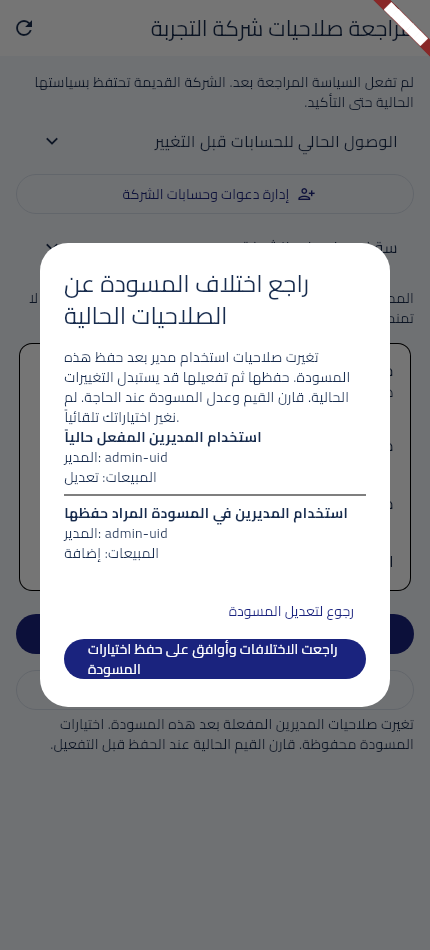 مراجعة صلاحيات شركة التجربة
لم تفعل السياسة المراجعة بعد. الشركة القديمة تحتفظ بسياستها
الحالية حتى التأكيد.
الوصول الحالي للحسابات قبل التغيير
إدارة دعوات وحسابات الشركة
راجع اختلاف المسودة عن
الصلاحيات الحالية
تغيرت صلاحيات استخدام مدير بعد حفظ هذه
المسودة. حفظها ثم تفعيلها قد يستبدل التغييرات
الحالية. قارن القيم وعدل المسودة عند الحاجة. لم
نغير اختياراتك تلقائياً.
استخدام المديرين المفعل حالياً
المدير: admin-uid
المبيعات: تعديل
استخدام المديرين في المسودة المراد حفظها
المدير: admin-uid
المبيعات: إضافة
رجوع لتعديل المسودة
راجعت الاختلافات وأوافق على حفظ اختيارات
المسودة
تغيرت صلاحيات المديرين المفعلة بعد هذه المسودة. اختيارات
المسودة محفوظة. قارن القيم الحالية عند الحفظ قبل التفعيل.